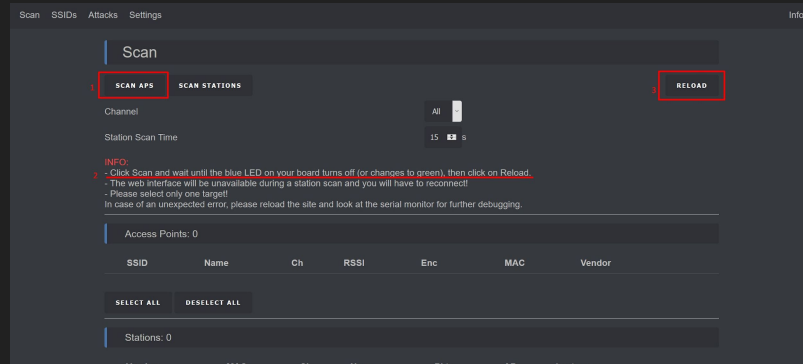 Scan SSIDs Attacks Settings Info
Scan
1 SCAN APS SCAN STATIONS 3 RELOAD
Channel All
Station Scan Time 15 s
INFO:
2 - Click Scan and wait until the blue LED on your board turns off (or changes to green), then click on Reload.
- The web interface will be unavailable during a station scan and you will have to reconnect!
- Please select only one target!
In case of an unexpected error, please reload the site and look at the serial monitor for further debugging.
Access Points: 0
SSID Name Ch RSSI Enc MAC Vendor
SELECT ALL DESELECT ALL
Stations: 0